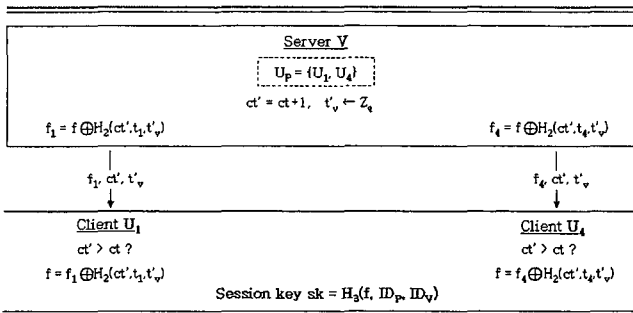 Server V
U_P = {U_1, U_4}
ct' = ct+1, t'_v ← Z_q
f_1 = f⊕H_2(ct',t_1,t'_v) f_4 = f⊕H_2(ct',t_4,t'_v)
f_1, ct', t'_v f_4, ct', t'_v
Client U_1 Client U_4
ct' > ct ? ct' > ct ?
f = f_1⊕H_2(ct',t_1,t'_v) f = f_4⊕H_2(ct',t_4,t'_v)
Session key sk = H_3(f, ID_P, ID_V)